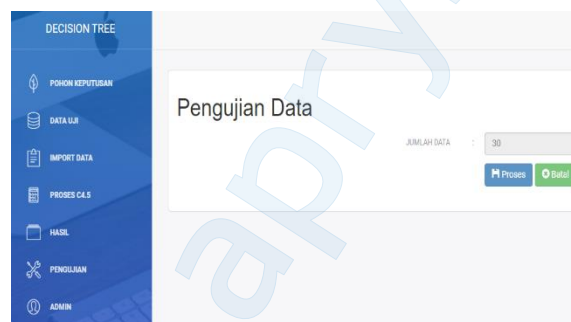 DECISION TREE
POHON KEPUTUSAN
DATA UJI
IMPORT DATA
PROSES C4.5
HASIL
PENGUJIAN
ADMIN
Pengujian Data
JUMLAH DATA : 30
Proses Batal